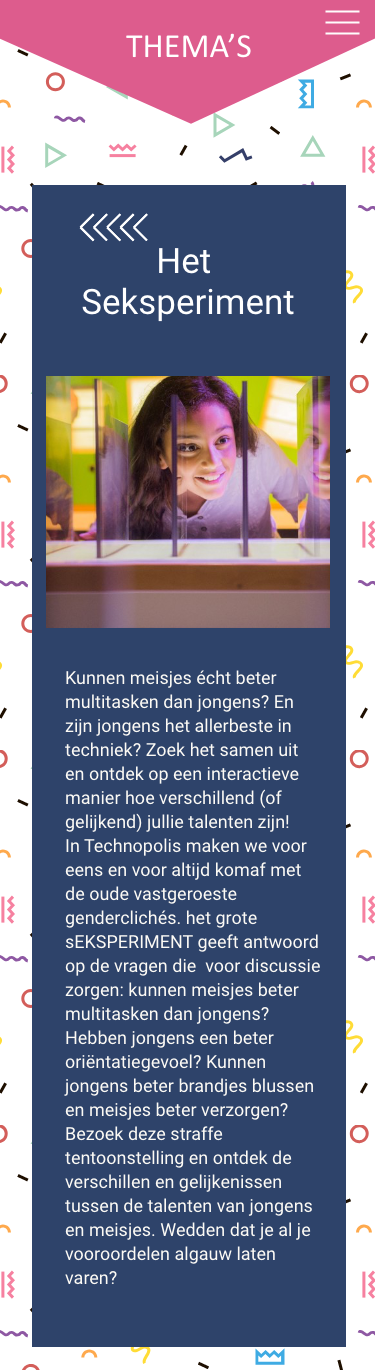 THEMA’S
Het
Seksperiment
Kunnen meisjes écht beter
multitasken dan jongens? En
zijn jongens het allerbeste in
techniek? Zoek het samen uit
en ontdek op een interactieve
manier hoe verschillend (of
gelijkend) jullie talenten zijn!
In Technopolis maken we voor
eens en voor altijd komaf met
de oude vastgeroeste
genderclichés. het grote
sEKSPERIMENT geeft antwoord
op de vragen die  voor discussie
zorgen: kunnen meisjes beter
multitasken dan jongens?
Hebben jongens een beter
oriëntatiegevoel? Kunnen
jongens beter brandjes blussen
en meisjes beter verzorgen?
Bezoek deze straffe
tentoonstelling en ontdek de
verschillen en gelijkenissen
tussen de talenten van jongens
en meisjes. Wedden dat je al je
vooroordelen algauw laten
varen?